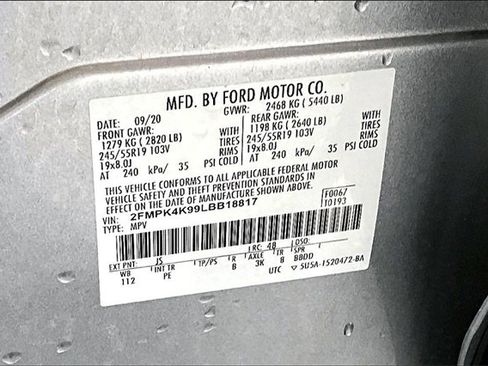 MFD. BY FORD MOTOR CO.
DATE: 09/20 GVWR: 2468 KG ( 5440 LB)
FRONT GAWR: REAR GAWR:
1279 KG ( 2820 LB) WITH 1198 KG ( 2640 LB) WITH
245/55R19 103V TIRES 245/55R19 103V TIRES
19x8.0J RIMS 19x8.0J RIMS
AT 240 kPa/ 35 PSI COLD AT 240 kPa/ 35 PSI COLD
THIS VEHICLE CONFORMS TO ALL APPLICABLE FEDERAL MOTOR
VEHICLE SAFETY AND BUMPER STANDARDS IN
EFFECT ON THE DATE OF MANUFACTURE SHOWN ABOVE.
VIN: 2FMPK4K99LBB18817 F0067
TYPE: MPV T0193
EXT PNT: JS RC: 48 DSO:
WB INT TR TP/PS R AXLE TR SPR
112 PE B 3K B BBDD
UTC 5U5A-1520472-BA